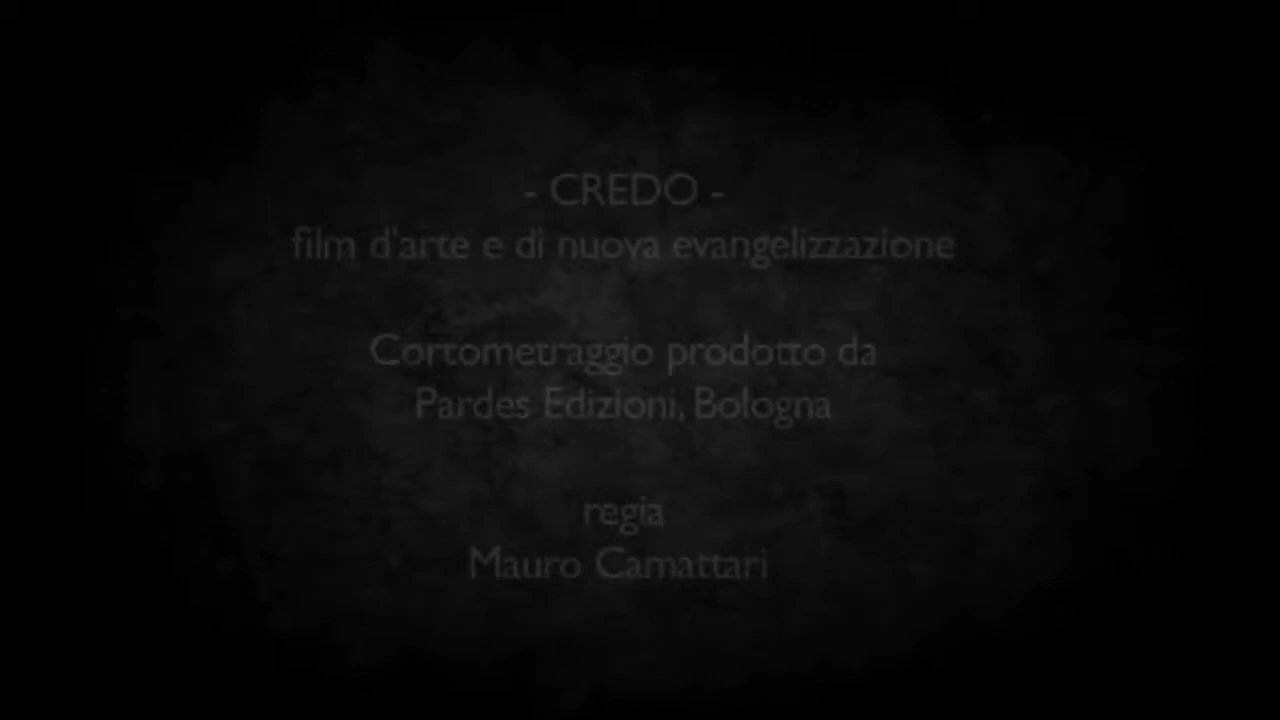 - CREDO -
film d'arte e di nuova evangelizzazione
Cortometraggio prodotto da
Pardes Edizioni, Bologna
regia
Mauro Camattari